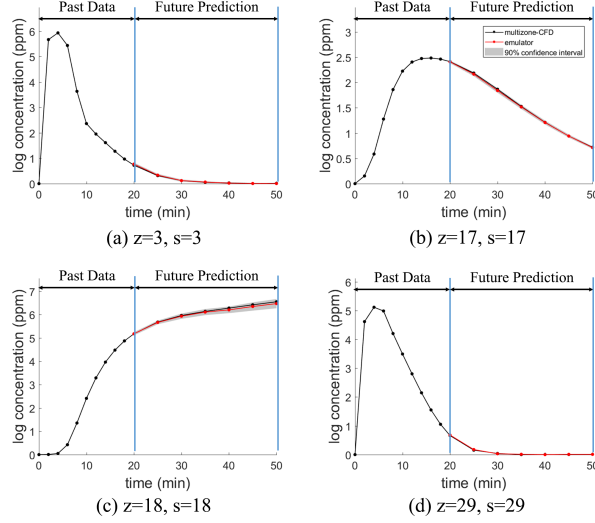 Past Data Future Prediction
log concentration (ppm)
6
5
4
3
2
1
0
0 10 20 30 40 50
time (min)
(a) z=3, s=3
Past Data Future Prediction
multizone-CFD
emulator
90% confidence interval
log concentration (ppm)
3
2.5
2
1.5
1
0.5
0
0 10 20 30 40 50
time (min)
(b) z=17, s=17
Past Data Future Prediction
log concentration (ppm)
7
6
5
4
3
2
1
0
0 10 20 30 40 50
time (min)
(c) z=18, s=18
Past Data Future Prediction
log concentration (ppm)
6
5
4
3
2
1
0
0 10 20 30 40 50
time (min)
(d) z=29, s=29